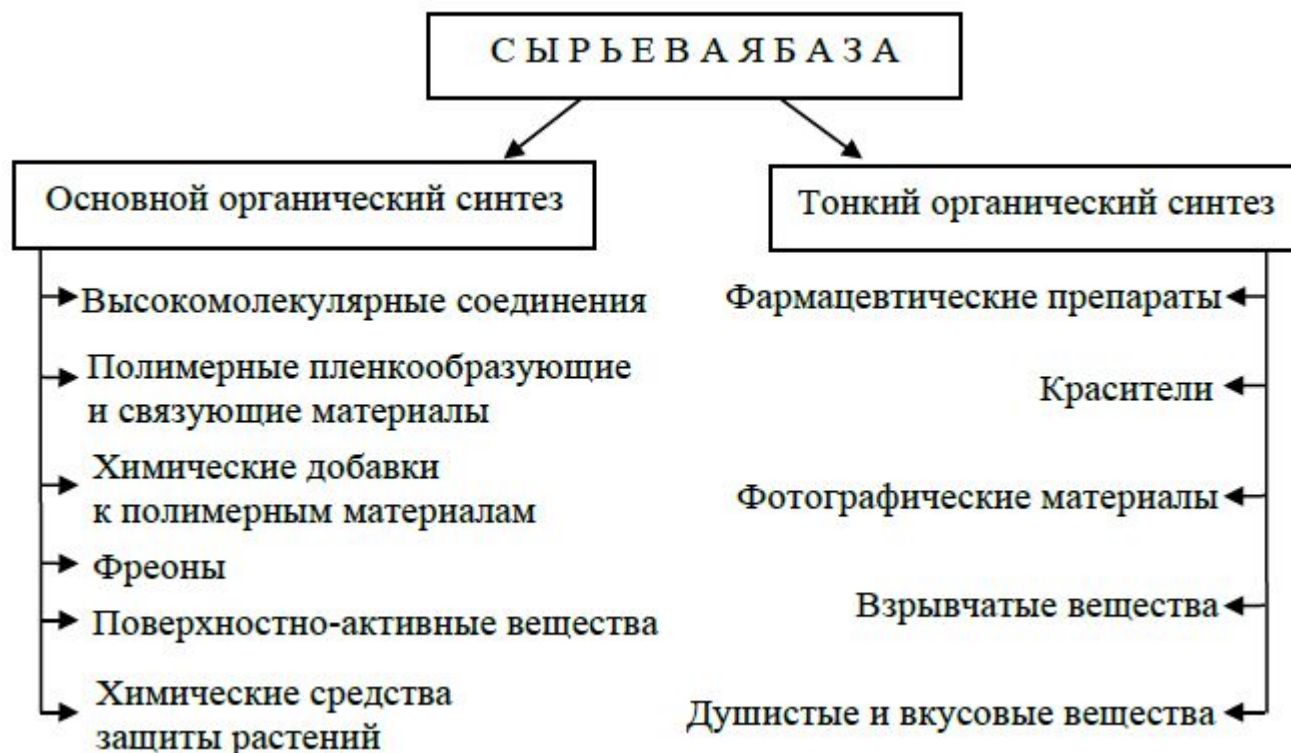 С Ы Р Ь Е В А Я Б А З А
Основной органический синтез
Высокомолекулярные соединения
Полимерные пленкообразующие
и связующие материалы
Химические добавки
к полимерным материалам
Фреоны
Поверхностно-активные вещества
Химические средства
защиты растений
Тонкий органический синтез
Фармацевтические препараты
Красители
Фотографические материалы
Взрывчатые вещества
Душистые и вкусовые вещества